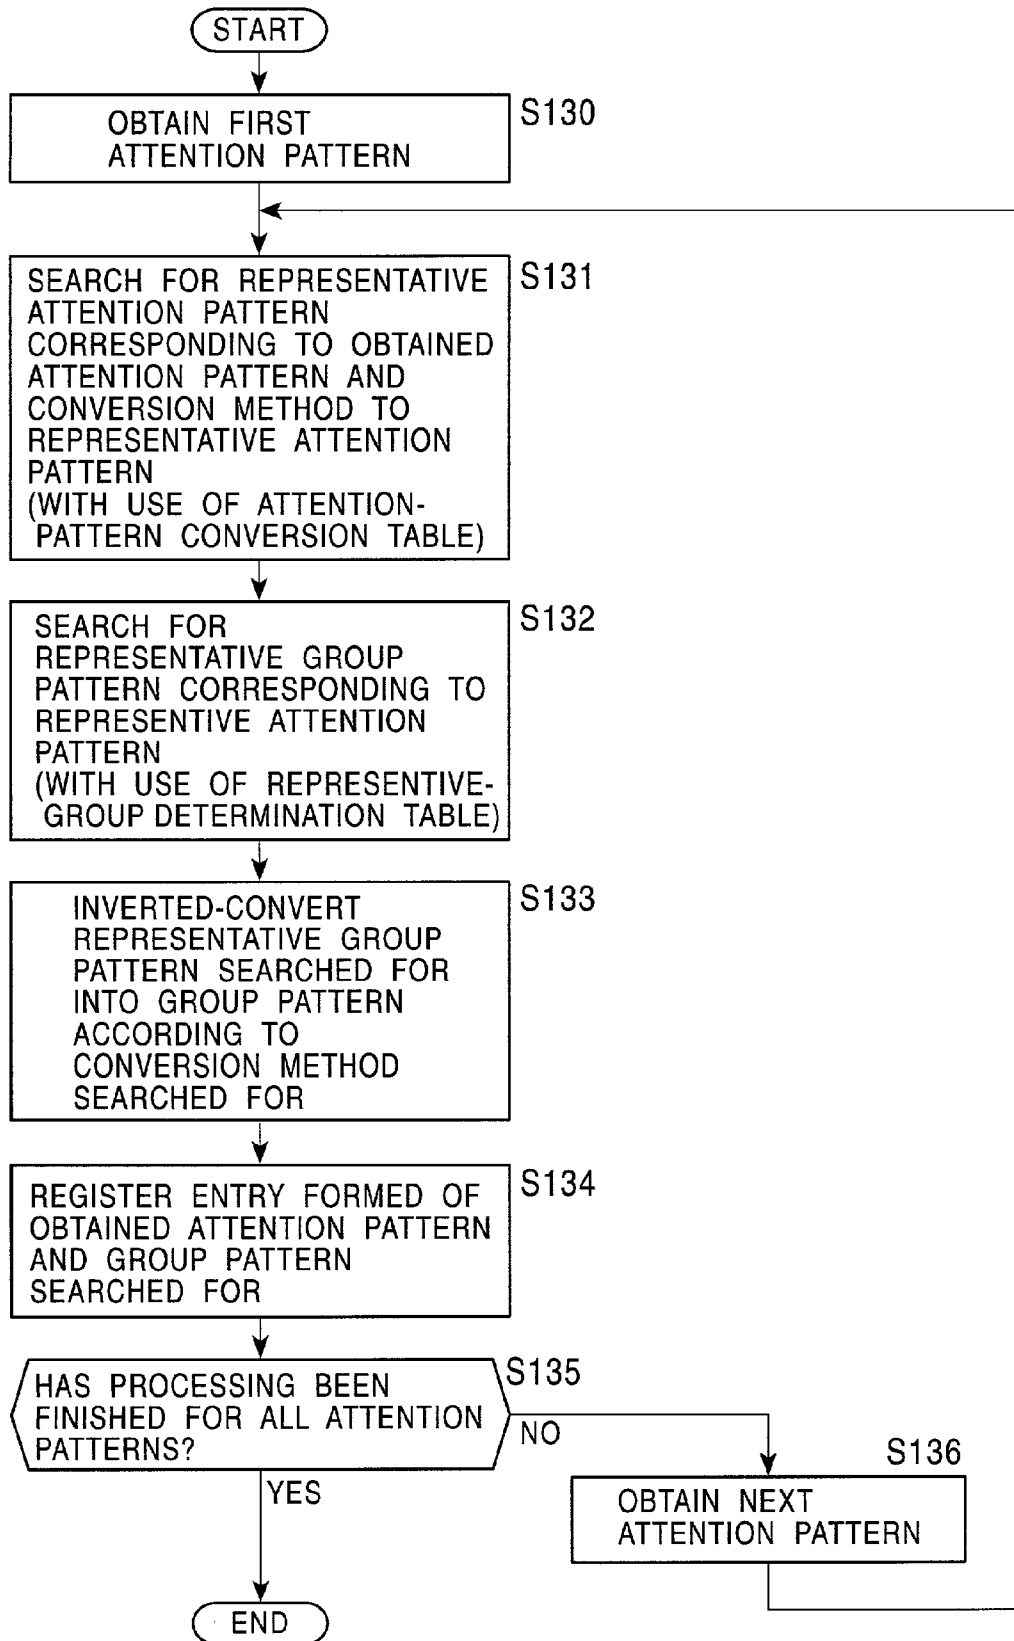 START
OBTAIN FIRST
ATTENTION PATTERN
S130
SEARCH FOR REPRESENTATIVE
ATTENTION PATTERN
CORRESPONDING TO OBTAINED
ATTENTION PATTERN AND
CONVERSION METHOD TO
REPRESENTATIVE ATTENTION
PATTERN
(WITH USE OF ATTENTION-
PATTERN CONVERSION TABLE)
S131
SEARCH FOR
REPRESENTATIVE GROUP
PATTERN CORRESPONDING TO
REPRESENTIVE ATTENTION
PATTERN
(WITH USE OF REPRESENTIVE-
GROUP DETERMINATION TABLE)
S132
INVERTED-CONVERT
REPRESENTATIVE GROUP
PATTERN SEARCHED FOR
INTO GROUP PATTERN
ACCORDING TO
CONVERSION METHOD
SEARCHED FOR
S133
REGISTER ENTRY FORMED OF
OBTAINED ATTENTION PATTERN
AND GROUP PATTERN
SEARCHED FOR
S134
HAS PROCESSING BEEN
FINISHED FOR ALL ATTENTION
PATTERNS?
S135
NO
YES
S136
OBTAIN NEXT
ATTENTION PATTERN
END